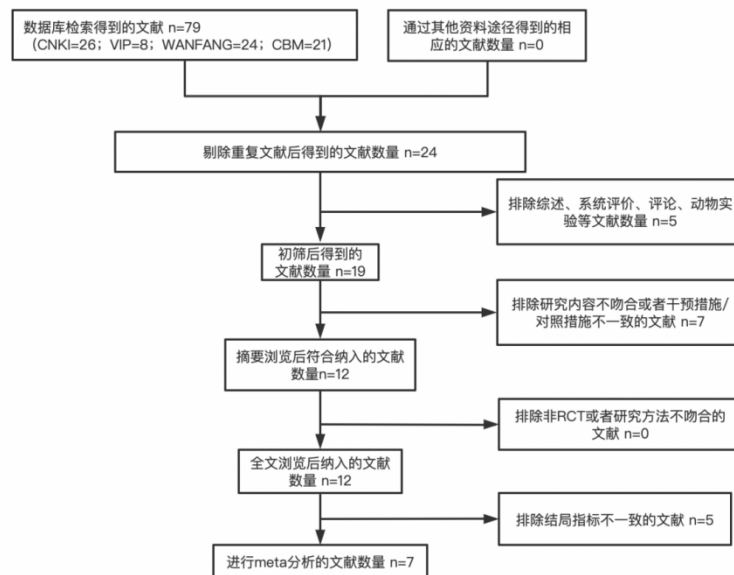 数据库检索得到的文献 n=79
（CNKI=26；VIP=8；WANFANG=24；CBM=21）
通过其他资料途径得到的相
应的文献数量 n=0
剔除重复文献后得到的文献数量 n=24
排除综述、系统评价、评论、动物实
验等文献数量 n=5
初筛后得到的
文献数量 n=19
排除研究内容不吻合或者干预措施/
对照措施不一致的文献 n=7
摘要浏览后符合纳入的文献
数量n=12
排除非RCT或者研究方法不吻合的
文献 n=0
全文浏览后纳入的文献
数量 n=12
排除结局指标不一致的文献 n=5
进行meta分析的文献数量 n=7